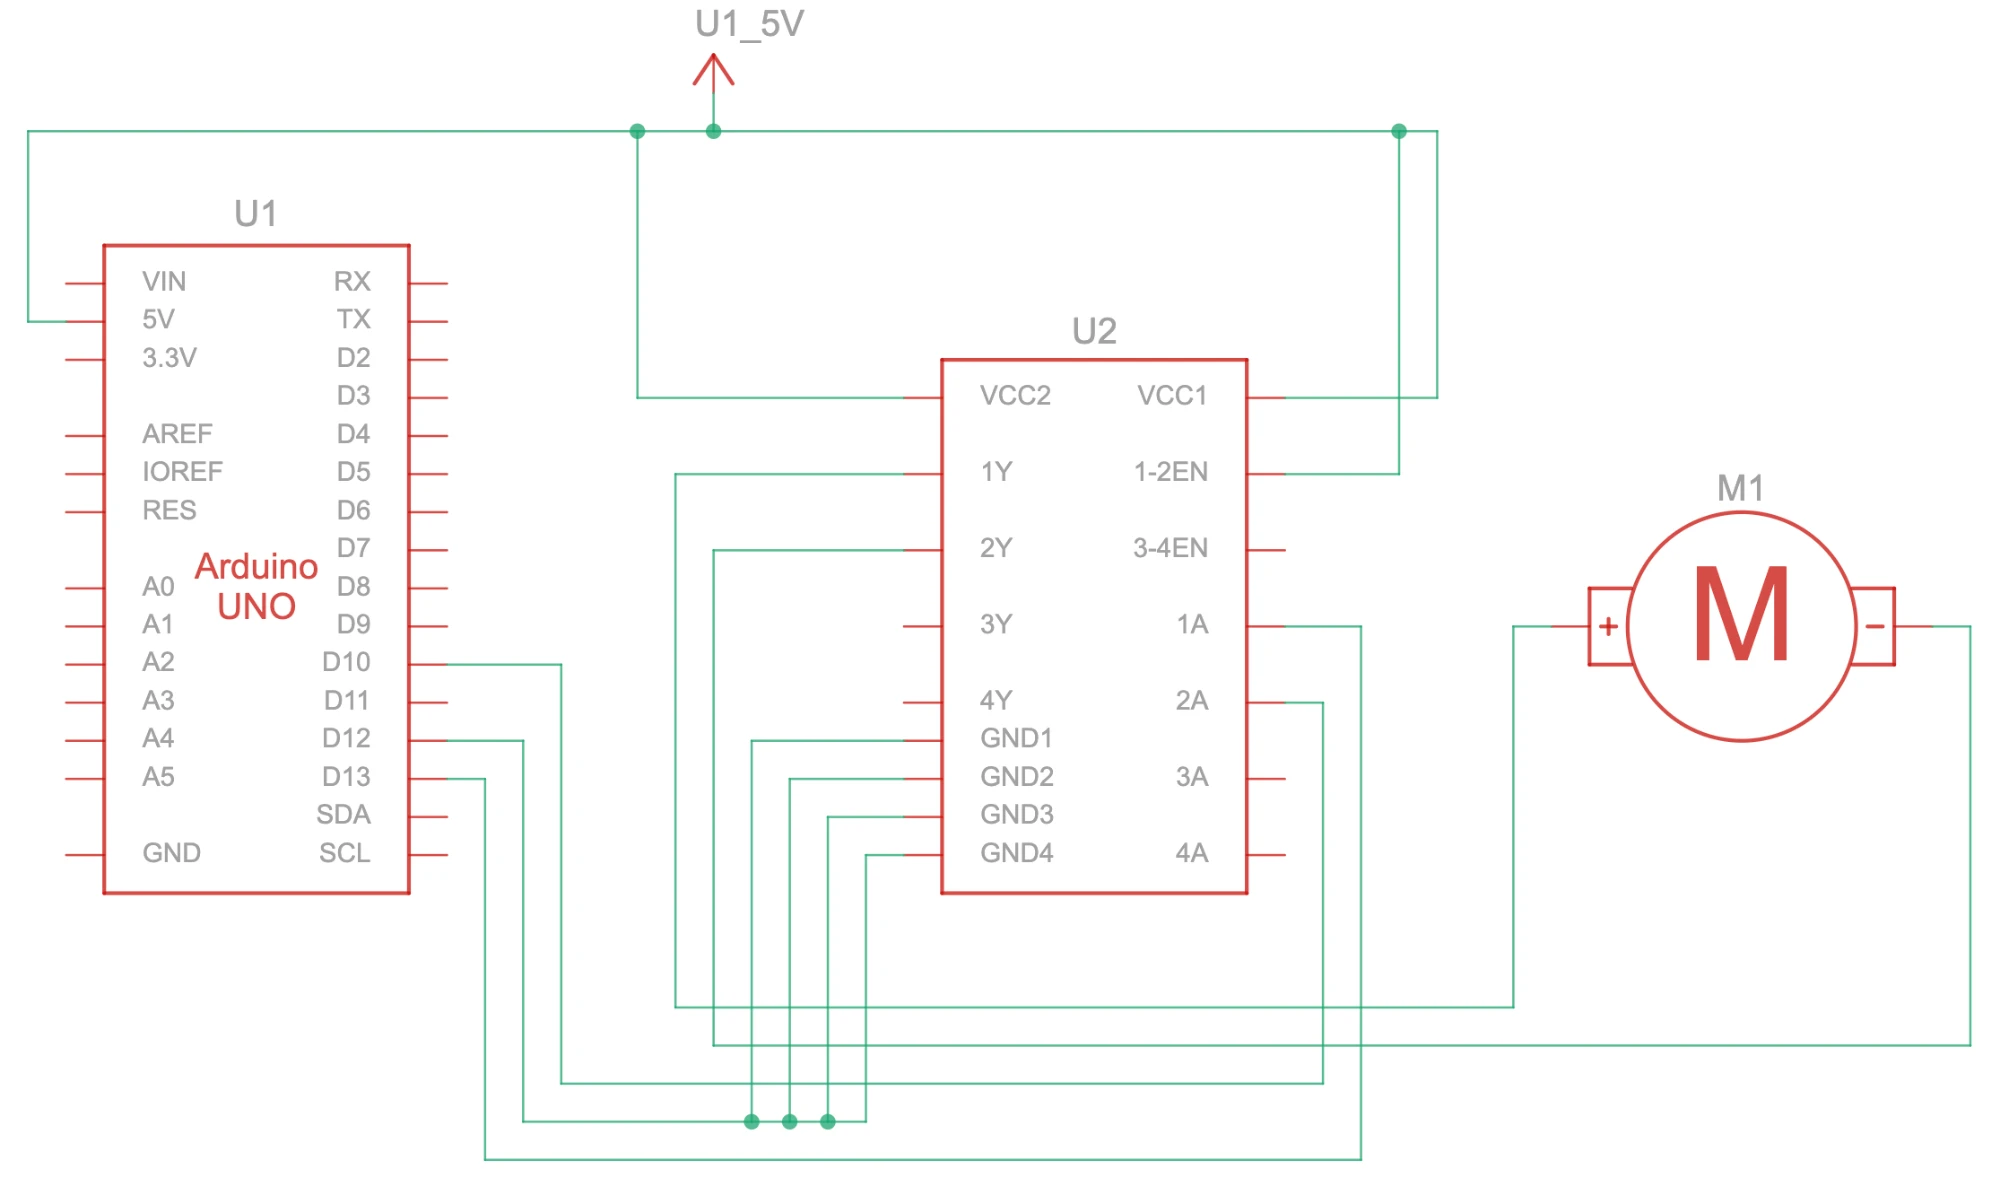 U1_5V
U1
VIN RX
5V TX
3.3V D2
D3
AREF D4
IOREF D5
RES D6
D7
Arduino
UNO
A0 D8
A1 D9
A2 D10
A3 D11
A4 D12
A5 D13
SDA
GND SCL
U2
VCC2 VCC1
1Y 1-2EN
2Y 3-4EN
3Y 1A
4Y 2A
GND1
GND2 3A
GND3
GND4 4A
M1
+ M −